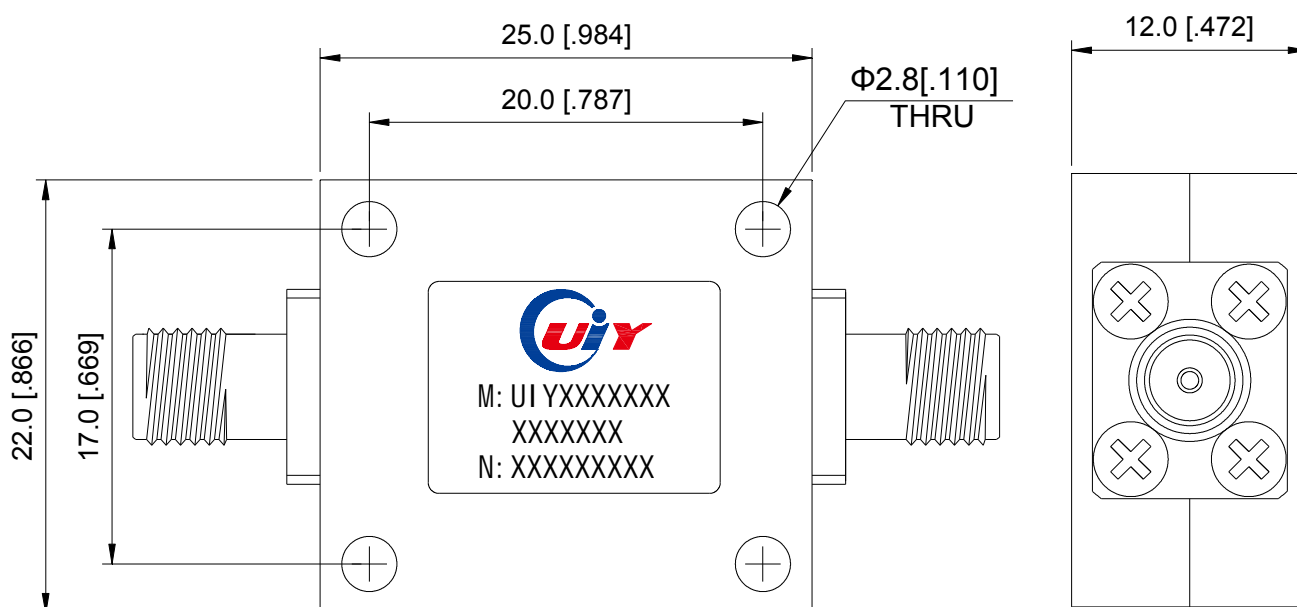 25.0 [.984]
12.0 [.472]
20.0 [.787]
Φ2.8[.110]
THRU
22.0 [.866]
17.0 [.669]
UiY
M: UIYXXXXXXX
XXXXXXX
N: XXXXXXXXX